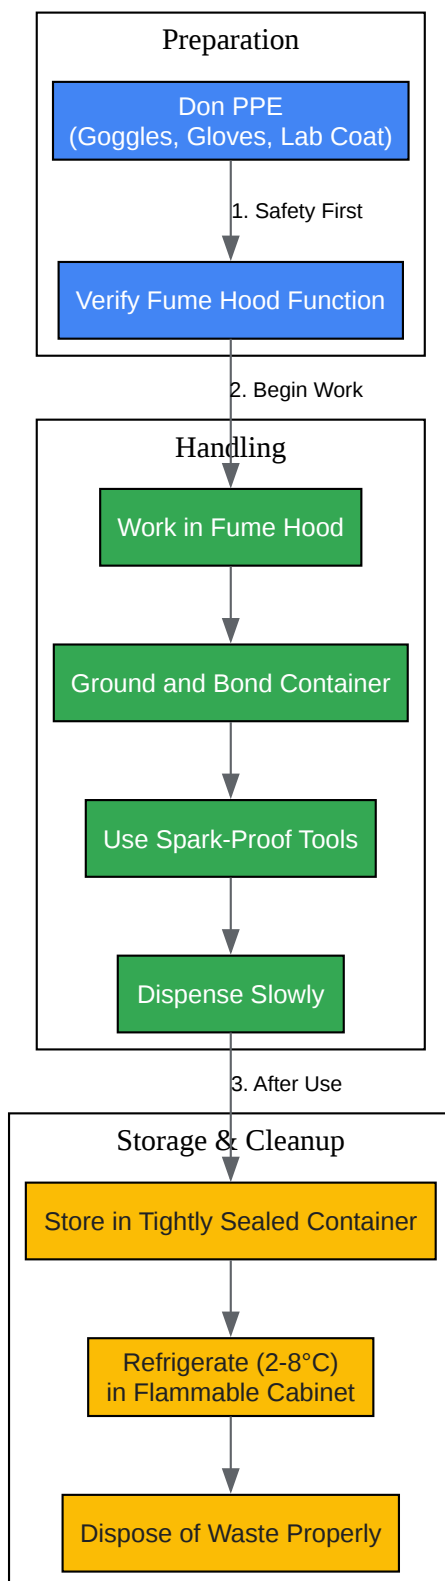 Preparation
Don PPE
(Goggles, Gloves, Lab Coat)
1. Safety First
Verify Fume Hood Function
2. Begin Work
Handling
Work in Fume Hood
Ground and Bond Container
Use Spark-Proof Tools
Dispense Slowly
3. After Use
Storage & Cleanup
Store in Tightly Sealed Container
Refrigerate (2-8°C)
in Flammable Cabinet
Dispose of Waste Properly